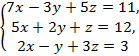 7x − 3y + 5z = 11,
5x + 2y + z = 12,
2x − y + 3z = 3